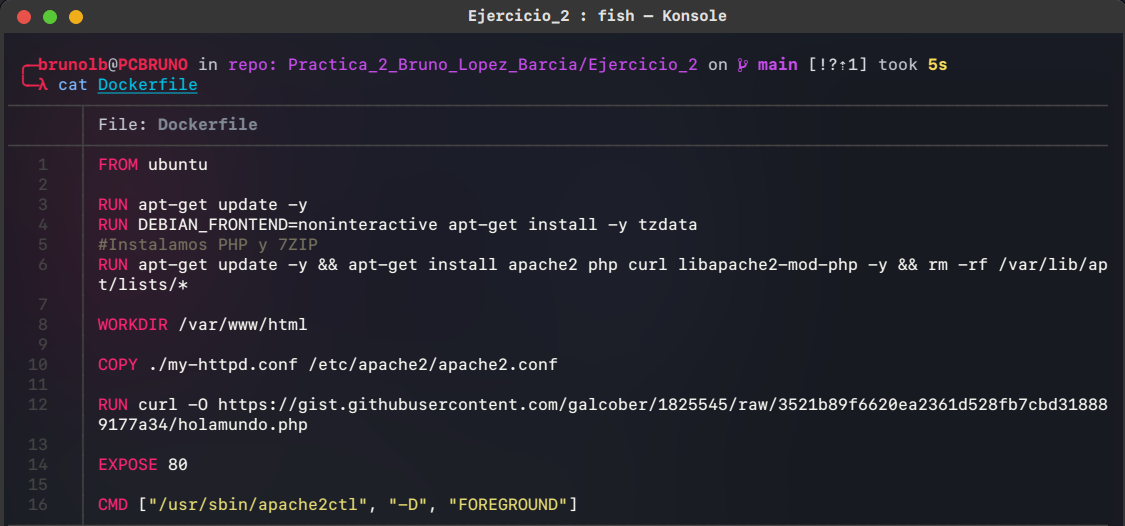 Ejercicio_2 : fish — Konsole
brunolb@PCBRUNO in repo: Practica_2_Bruno_Lopez_Barcia/Ejercicio_2 on main [!?⇡1] took 5s
λ cat Dockerfile
File: Dockerfile
1 FROM ubuntu
2
3 RUN apt-get update -y
4 RUN DEBIAN_FRONTEND=noninteractive apt-get install -y tzdata
5 #Instalamos PHP y 7ZIP
6 RUN apt-get update -y && apt-get install apache2 php curl libapache2-mod-php -y && rm -rf /var/lib/ap
t/lists/*
7
8 WORKDIR /var/www/html
9
10 COPY ./my-httpd.conf /etc/apache2/apache2.conf
11
12 RUN curl -O https://gist.githubusercontent.com/galcober/1825545/raw/3521b89f6620ea2361d528fb7cbd31888
9177a34/holamundo.php
13
14 EXPOSE 80
15
16 CMD ["/usr/sbin/apache2ctl", "-D", "FOREGROUND"]